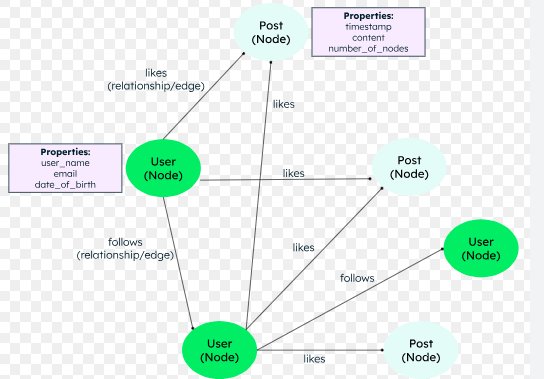 Post
(Node)
Properties:
timestamp
content
number_of_nodes
likes
(relationship/edge)
likes
Properties:
user_name
email
date_of_birth
User
(Node)
likes
Post
(Node)
follows
(relationship/edge)
likes
follows
User
(Node)
User
(Node)
likes
Post
(Node)